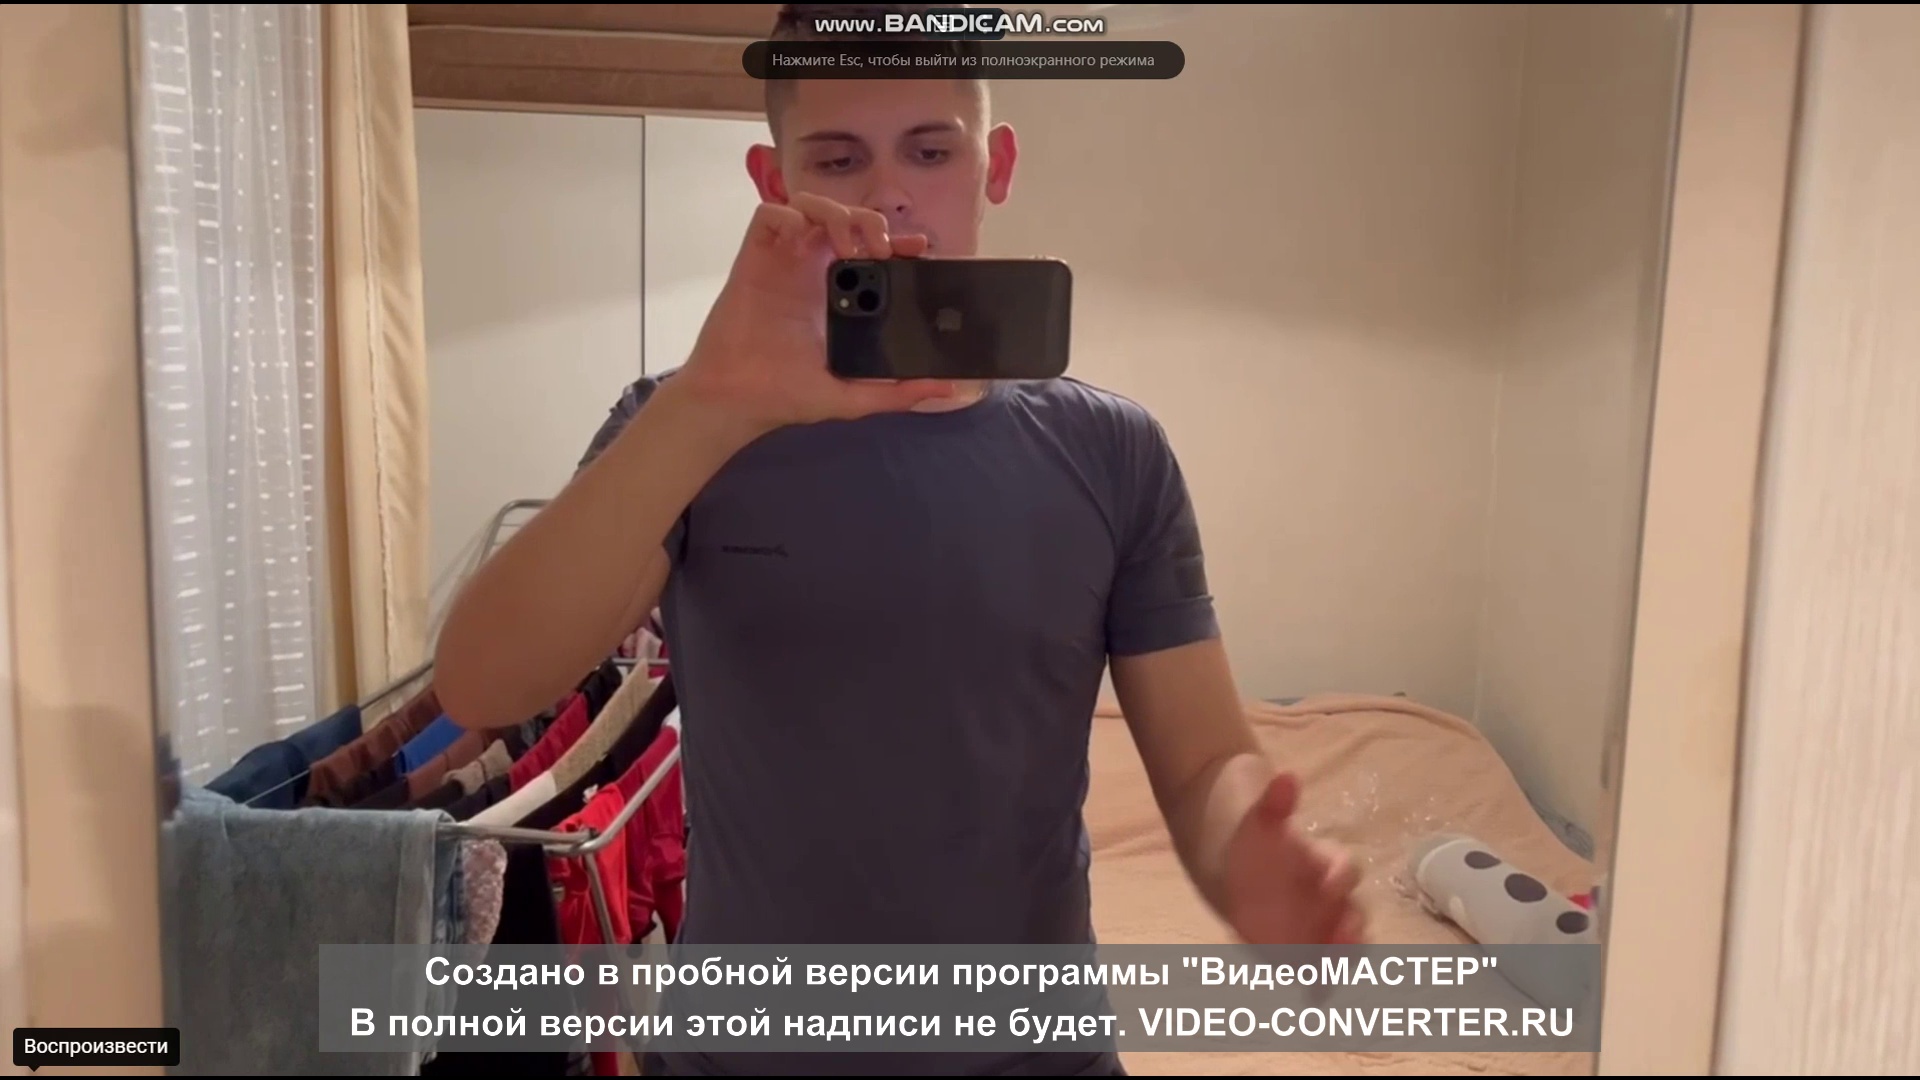 www.BANDICAM.com
Нажмите Esc, чтобы выйти из полноэкранного режима
Создано в пробной версии программы "ВидеоМАСТЕР"
В полной версии этой надписи не будет. VIDEO-CONVERTER.RU
Воспроизвести